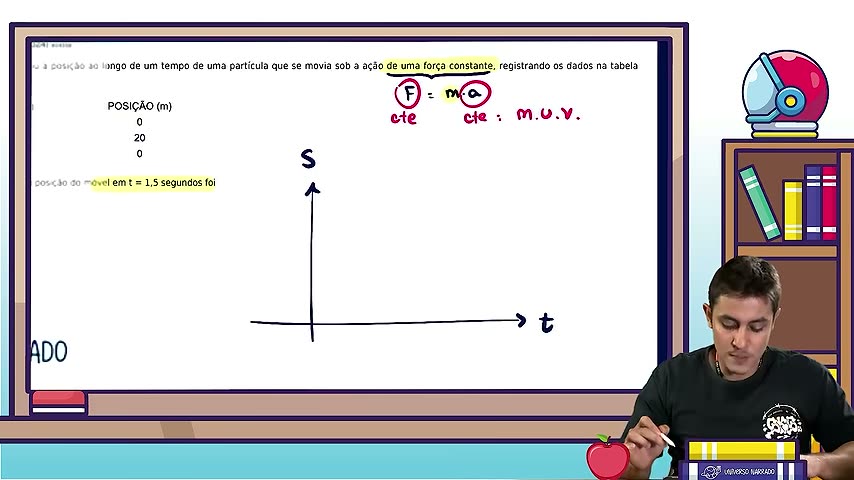 a posição ao longo de um tempo de uma partícula que se movia sob a ação de uma força constante, registrando os dados na tabela
F = m.a
cte cte : M.U.V.
POSIÇÃO (m)
0
20
0
posição do móvel em t = 1,5 segundos foi
S
t
ADO
UNIVERSO NARRADO